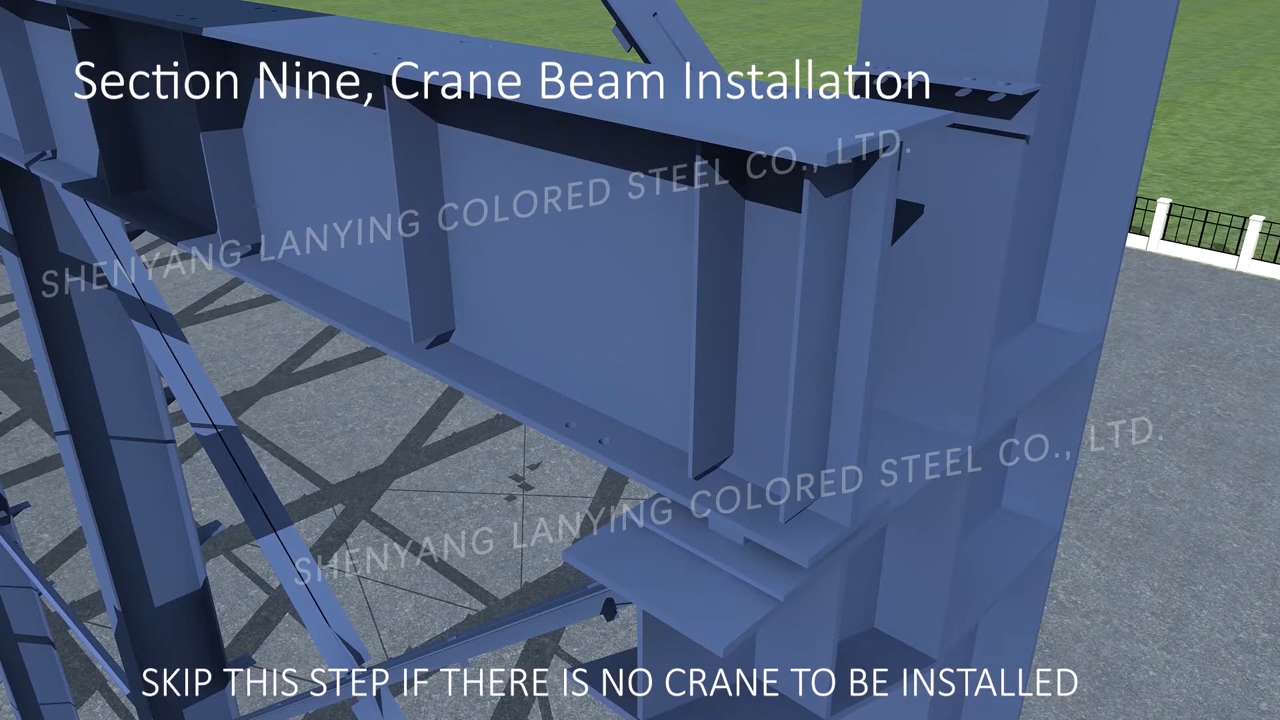 Section Nine, Crane Beam Installation
SHENYANG LANYING COLORED STEEL CO., LTD.
SHENYANG LANYING COLORED STEEL CO., LTD.
SKIP THIS STEP IF THERE IS NO CRANE TO BE INSTALLED